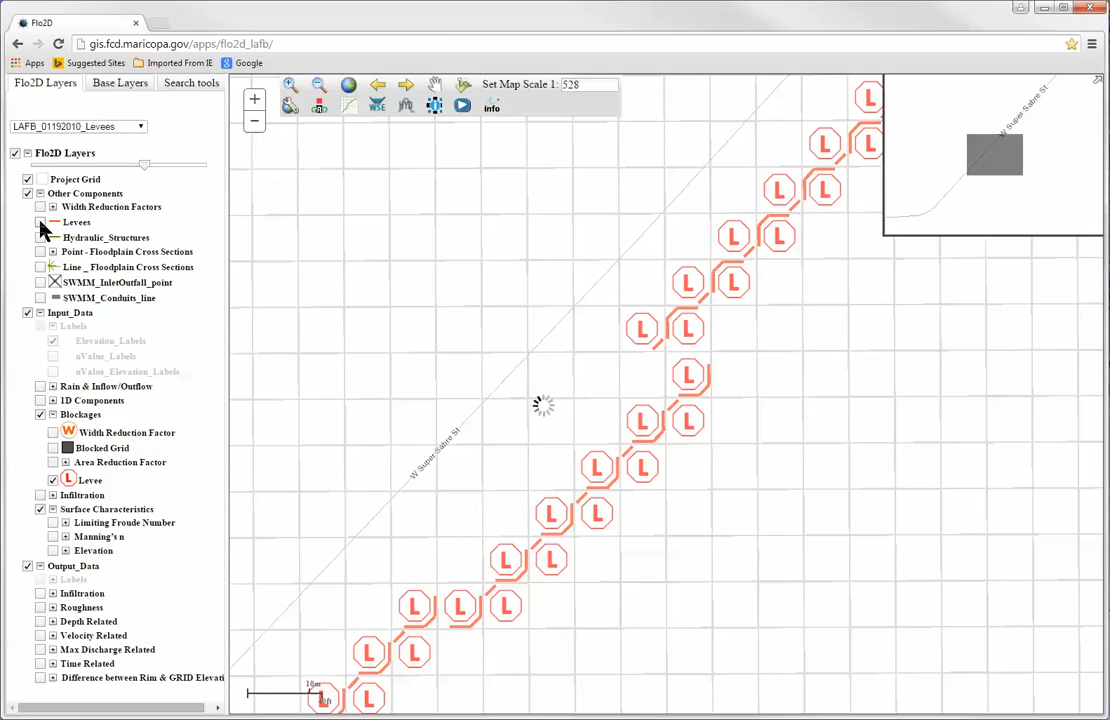 Flo2D
gis.fcd.maricopa.gov/apps/flo2d_lafb/
Apps Suggested Sites Imported From IE Google
Flo2D Layers Base Layers Search tools
Set Map Scale 1: 528
WSE HYD info
LAFB_01192010_Levees
Flo2D Layers
Project Grid
Other Components
Width Reduction Factors
Levees
Hydraulic_Structures
Point - Floodplain Cross Sections
Line _ Floodplain Cross Sections
SWMM_InletOutfall_point
SWMM_Conduits_line
Input_Data
Labels
Elevation_Labels
nValue_Labels
nValue_Elevation_Labels
Rain & Inflow/Outflow
1D Components
Blockages
W Width Reduction Factor
Blocked Grid
Area Reduction Factor
L Levee
Infiltration
Surface Characteristics
Limiting Froude Number
Manning's n
Elevation
Output_Data
Labels
Infiltration
Roughness
Depth Related
Velocity Related
Max Discharge Related
Time Related
Difference between Rim & GRID Elevati
+
−
W Super Sabre St
W Super Sabre St
L
L L
L L
L L
L L
L L
L
L L
L L
L L
L L
L L L
L L
L L
10m